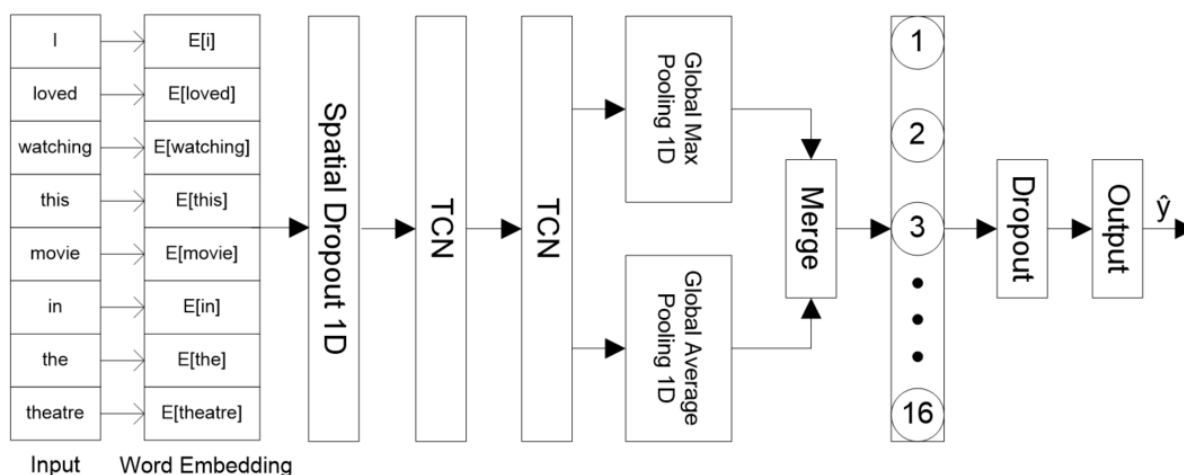 I
E[i]
loved
E[loved]
watching
E[watching]
this
E[this]
movie
E[movie]
in
E[in]
the
E[the]
theatre
E[theatre]
Input
Word Embedding
Spatial Dropout 1D
TCN
TCN
Global Max
Pooling 1D
Global Average
Pooling 1D
Merge
1
2
3
16
Dropout
Output
ŷ